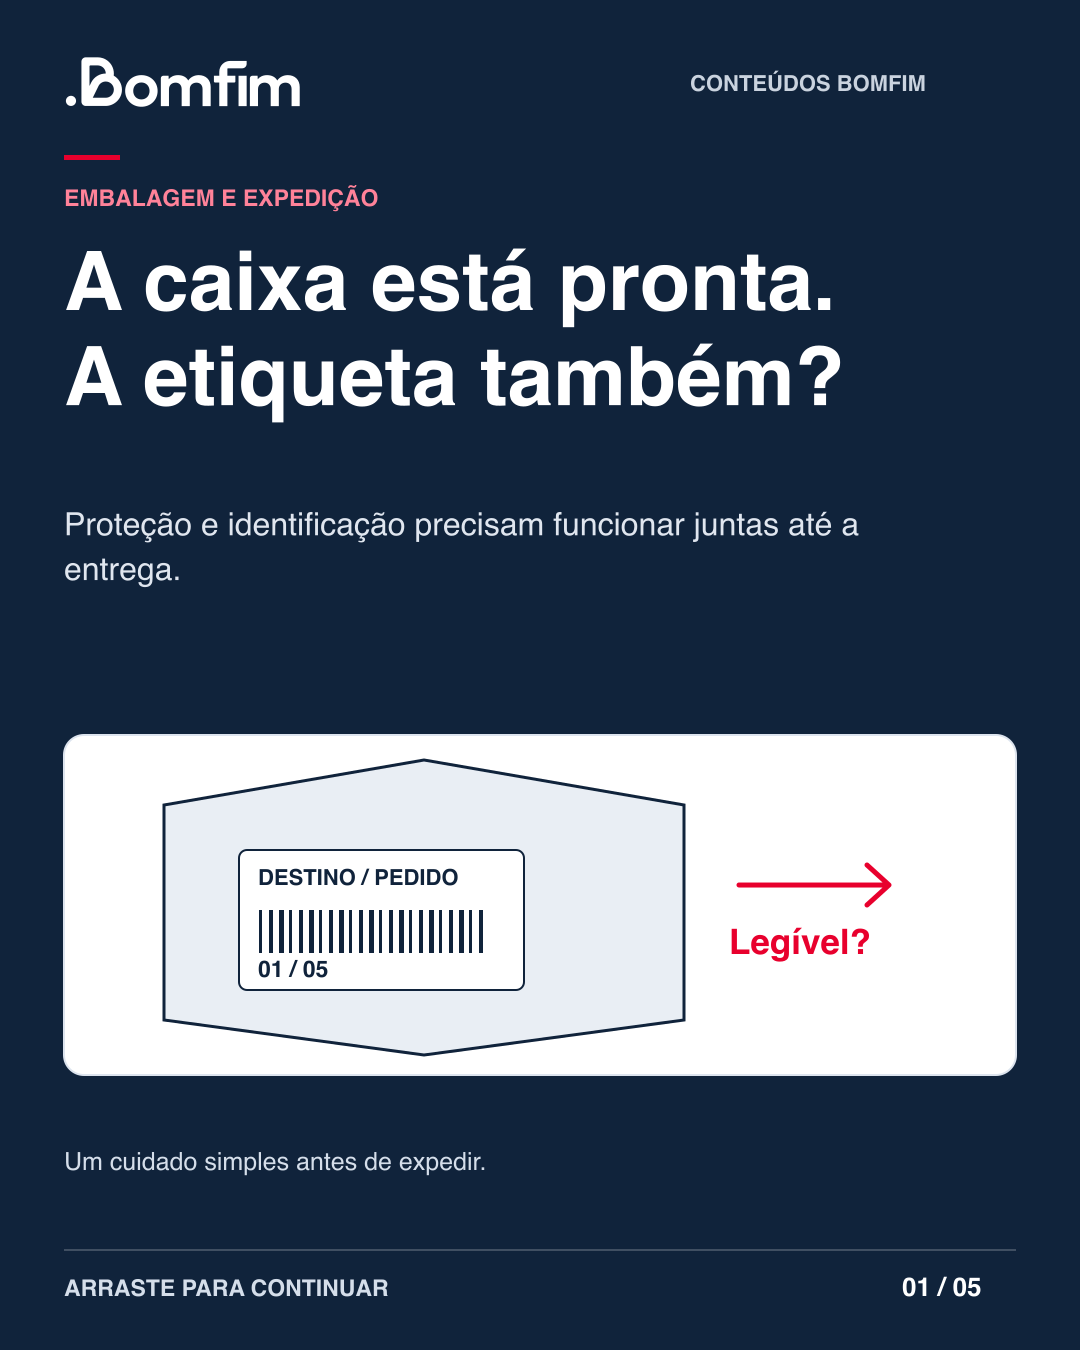 .Bomfim
CONTEÚDOS BOMFIM
EMBALAGEM E EXPEDIÇÃO
A caixa está pronta.
A etiqueta também?
Proteção e identificação precisam funcionar juntas até a
entrega.
DESTINO / PEDIDO
01 / 05
Legível?
Um cuidado simples antes de expedir.
ARRASTE PARA CONTINUAR
01 / 05